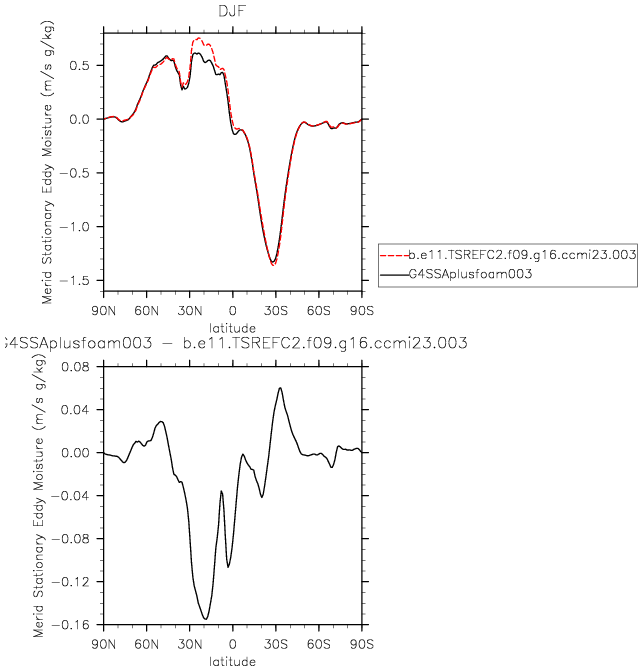 DJF
Merid Stationary Eddy Moisture (m/s g/kg)
0.5
0.0
−0.5
−1.0
−1.5
90N 60N 30N 0 30S 60S 90S
latitude
b.e11.TSREFC2.f09.g16.ccmi23.003
G4SSAplusfoam003
G4SSAplusfoam003 − b.e11.TSREFC2.f09.g16.ccmi23.003
Merid Stationary Eddy Moisture (m/s g/kg)
0.08
0.04
0.00
−0.04
−0.08
−0.12
−0.16
90N 60N 30N 0 30S 60S 90S
latitude